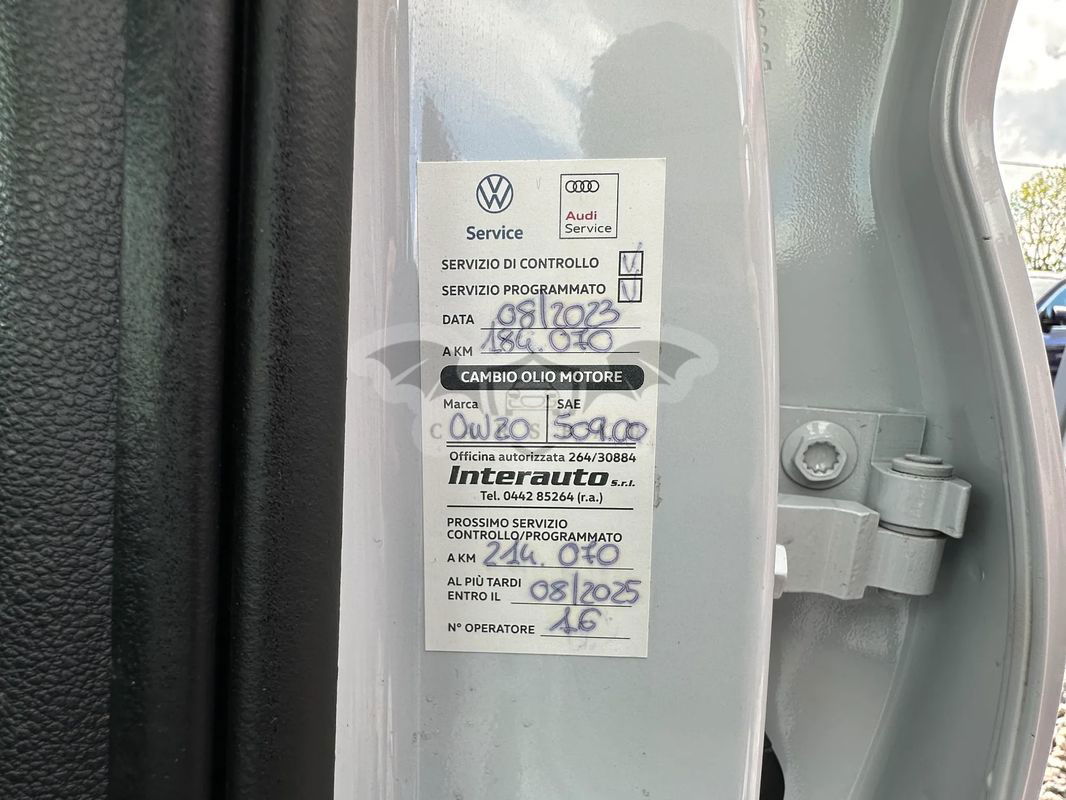 Service
Audi
Service
SERVIZIO DI CONTROLLO V
SERVIZIO PROGRAMMATO V
DATA 08/2023
A KM 184.070
CAMBIO OLIO MOTORE
Marca SAE
0W20 509.00
Officina autorizzata 264/30884
Interauto s.r.l.
Tel. 0442 85264 (r.a.)
PROSSIMO SERVIZIO
CONTROLLO/PROGRAMMATO
A KM 214.070
AL PIÙ TARDI
ENTRO IL 08/2025
N° OPERATORE 16